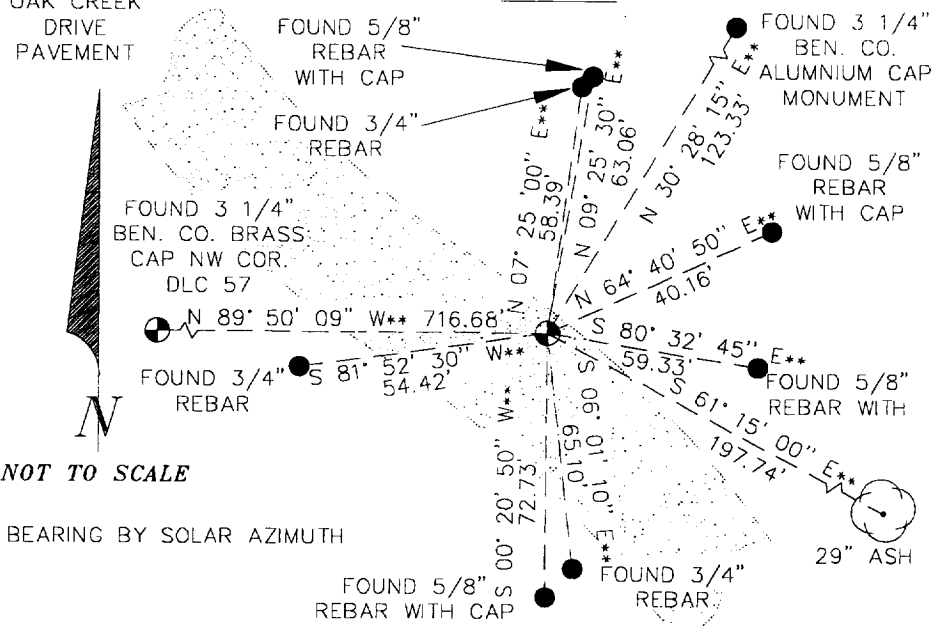 OAK CREEK
DRIVE
PAVEMENT
FOUND 5/8"
REBAR
WITH CAP
FOUND 3/4"
REBAR
FOUND 3 1/4"
BEN. CO.
ALUMNIUM CAP
MONUMENT
FOUND 5/8"
REBAR
WITH CAP
FOUND 3 1/4"
BEN. CO. BRASS
CAP NW COR.
DLC 57
N 07° 25 '00" E**
58.39'
N 09° 25' 30" E**
63.06'
N 30° 28' 15" E**
123.33'
N 64° 40' 50" E**
40.16'
N 89° 50' 09" W** 716.68'
S 80° 32' 45" E**
59.33'
FOUND 5/8"
REBAR WITH
FOUND 3/4"
REBAR
S 81° 52' 30" W**
54.42'
S 61° 15' 00" E**
197.74'
29" ASH
N
NOT TO SCALE
S 00° 20' 50" W**
72.73'
S 06° 01' 10" E**
65.10'
BEARING BY SOLAR AZIMUTH
FOUND 5/8"
REBAR WITH CAP
FOUND 3/4"
REBAR